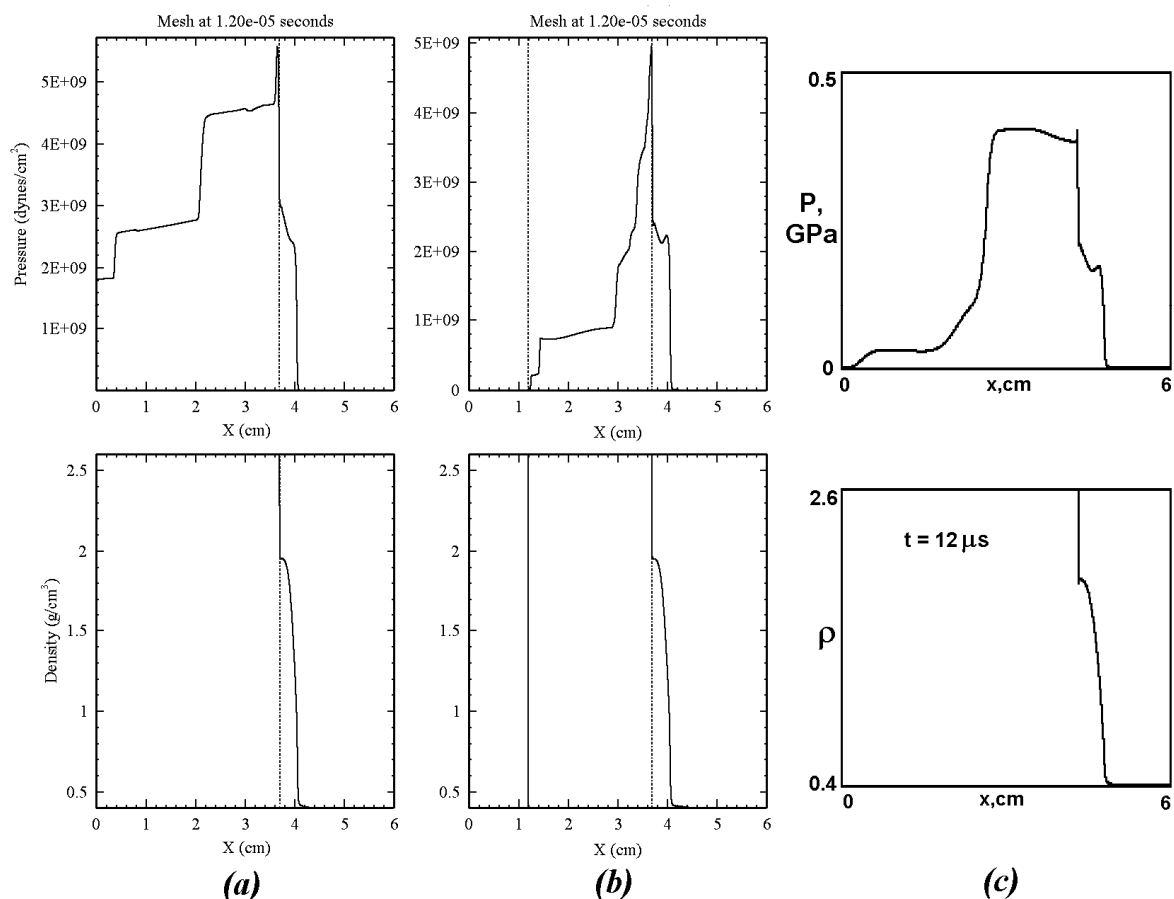 Mesh at 1.20e-05 seconds
Pressure (dynes/cm²)
5E+09
4E+09
3E+09
2E+09
1E+09
0 1 2 3 4 5 6
X (cm)
Mesh at 1.20e-05 seconds
5E+09
4E+09
3E+09
2E+09
1E+09
0
0 1 2 3 4 5 6
X (cm)
0.5
P,
GPa
0
0 x,cm 6
Density (g/cm³)
2.5
2
1.5
1
0.5
0 1 2 3 4 5 6
X (cm)
(a)
2.5
2
1.5
1
0.5
0 1 2 3 4 5 6
X (cm)
(b)
2.6
t = 12 μs
ρ
0.4
0 x,cm 6
(c)